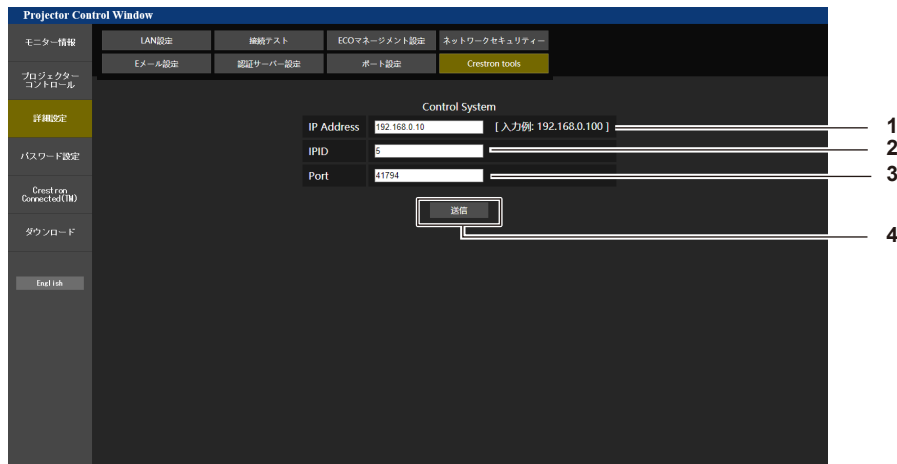 Projector Control Window
モニター情報
プロジェクター
コントロール
詳細設定
パスワード設定
Crestron
Connected(TM)
ダウンロード
English
LAN設定 接続テスト ECOマネージメント設定 ネットワークセキュリティー
Eメール設定 認証サーバー設定 ポート設定 Crestron tools
Control System
IP Address 192.168.0.10 [ 入力例: 192.168.0.100 ] 1
IPID 5 2
Port 41794 3
送信 4